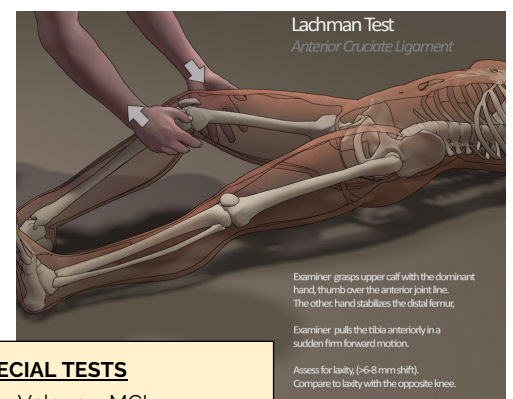 Lachman Test
Anterior Cruciate Ligament
Examiner grasps upper calf with the dominant
hand, thumb over the anterior joint line.
The other. hand stabilizes the distal femur,
Examiner pulls the tibia anteriorly in a
sudden firm forward motion.
Assess for laxity, (>6-8 mm shift).
Compare to laxity with the opposite knee.
ECIAL TESTS